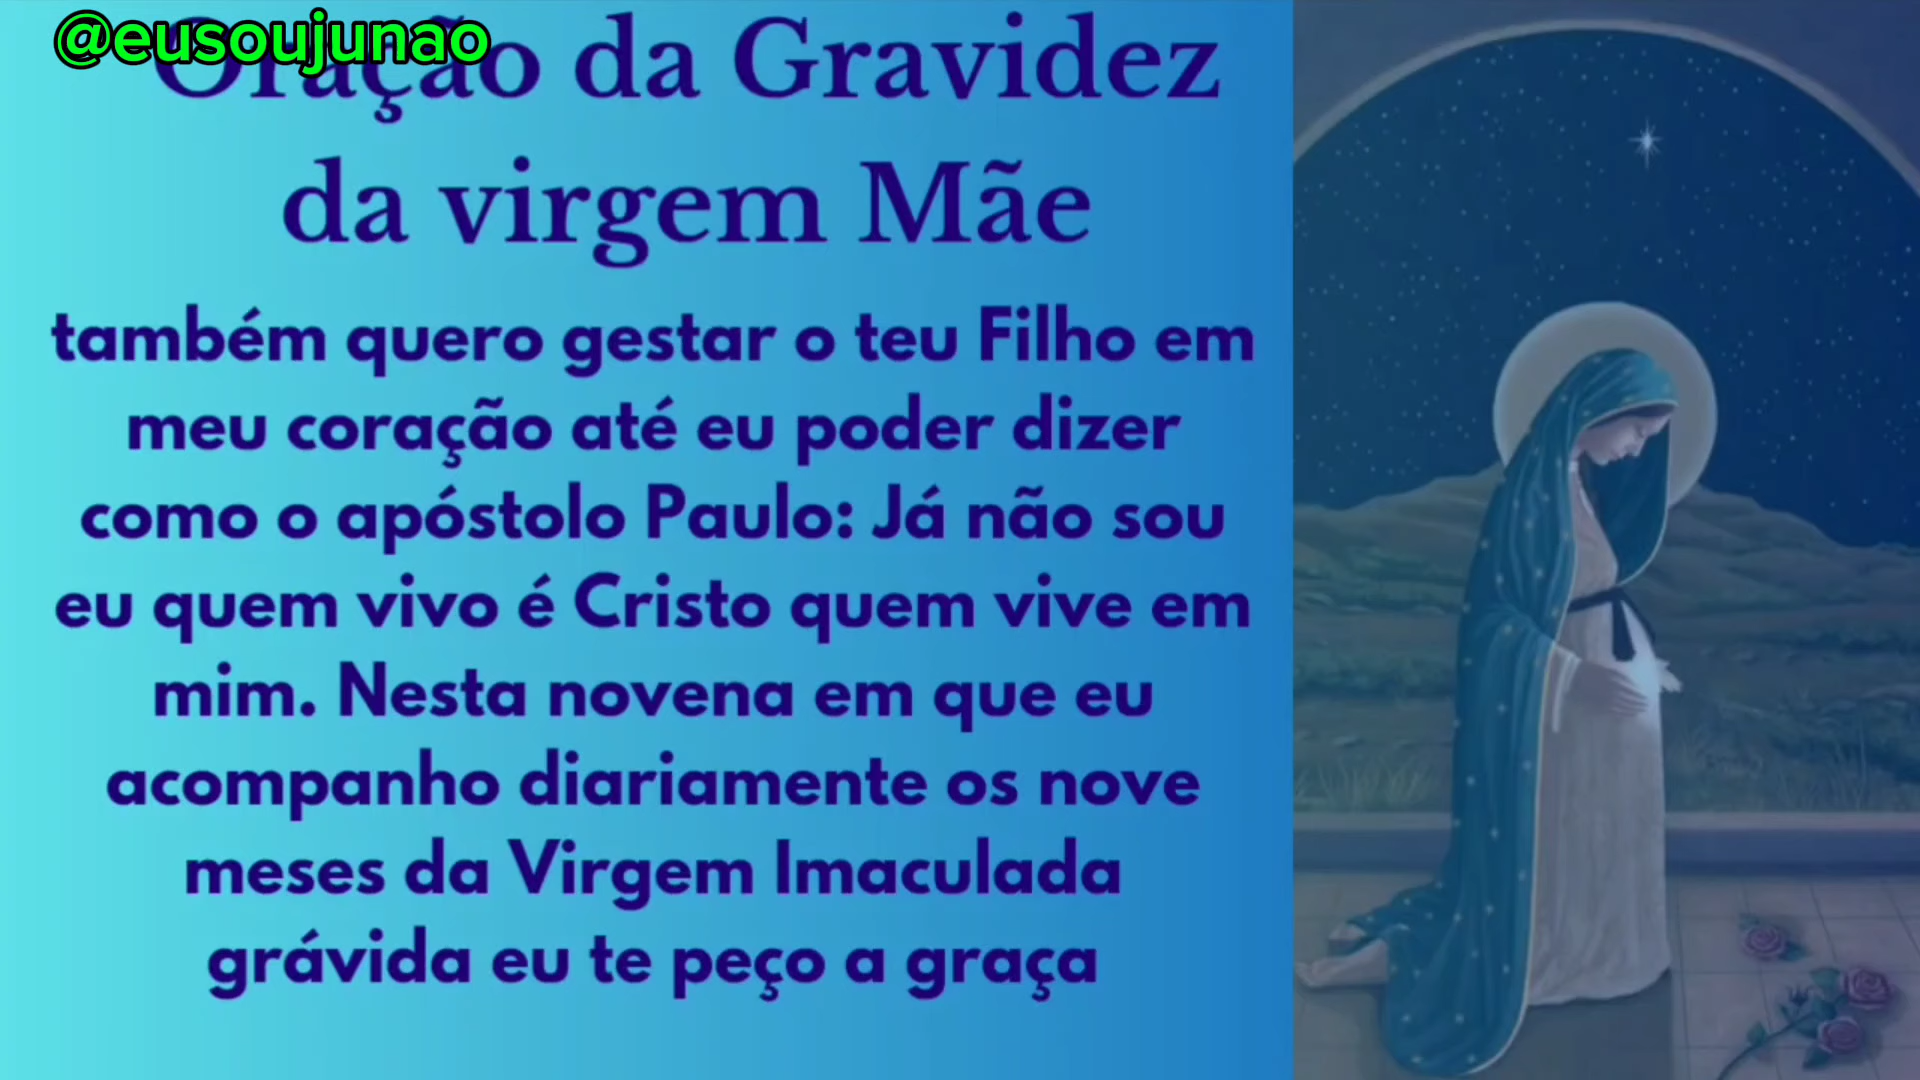 @eusoujunao
Oração da Gravidez
da virgem Mãe
também quero gestar o teu Filho em
meu coração até eu poder dizer
como o apóstolo Paulo: Já não sou
eu quem vivo é Cristo quem vive em
mim. Nesta novena em que eu
acompanho diariamente os nove
meses da Virgem Imaculada
grávida eu te peço a graça